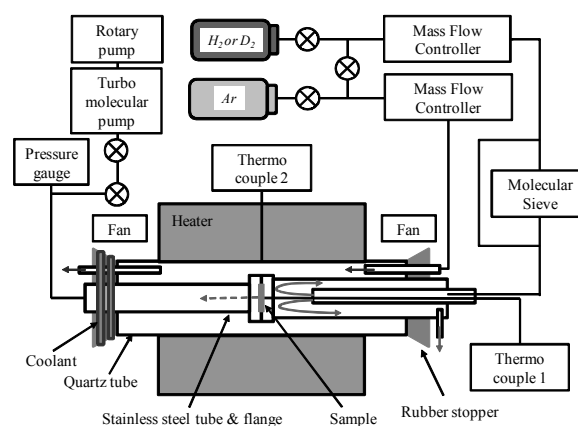 Rotary
pump
H₂ or D₂
Mass Flow
Controller
Turbo
molecular
pump
Ar
Mass Flow
Controller
Pressure
gauge
Thermo
couple 2
Molecular
Sieve
Fan
Heater
Fan
Coolant
Quartz tube
Stainless steel tube & flange
Sample
Rubber stopper
Thermo
couple 1